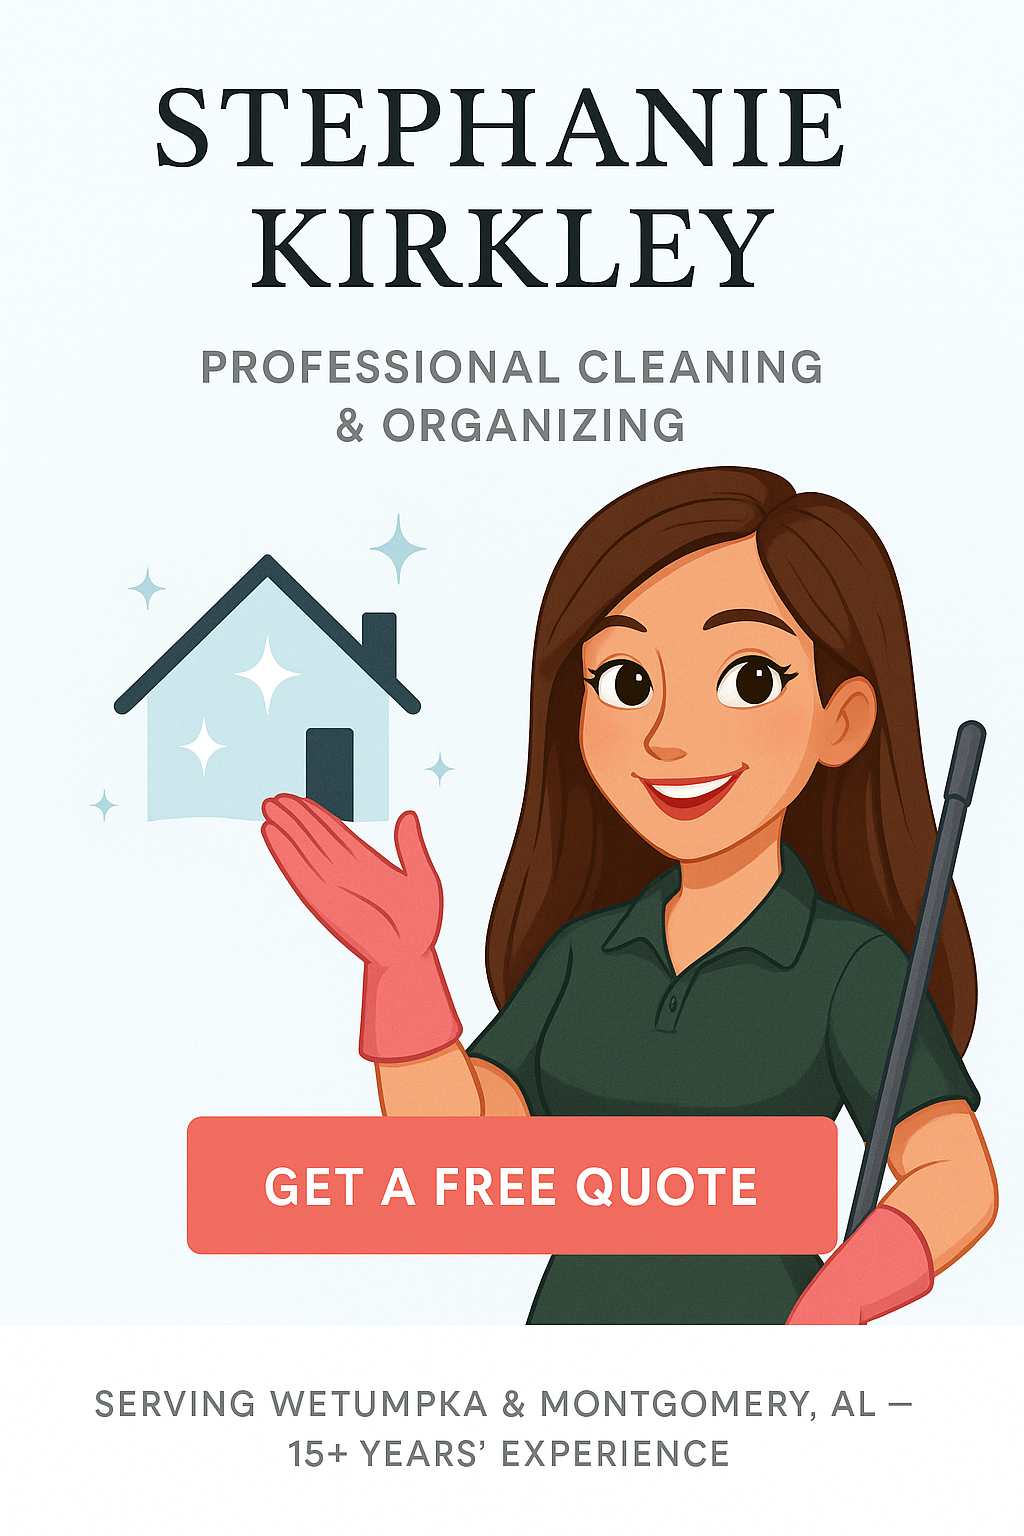 STEPHANIE
KIRKLEY
PROFESSIONAL CLEANING
& ORGANIZING
GET A FREE QUOTE
SERVING WETUMPKA & MONTGOMERY, AL –
15+ YEARS’ EXPERIENCE